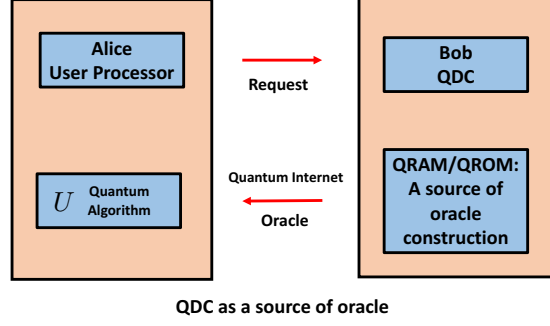 Alice
User Processor
Request
Bob
QDC
U Quantum
Algorithm
Quantum Internet
Oracle
QRAM/QROM:
A source of
oracle
construction
QDC as a source of oracle